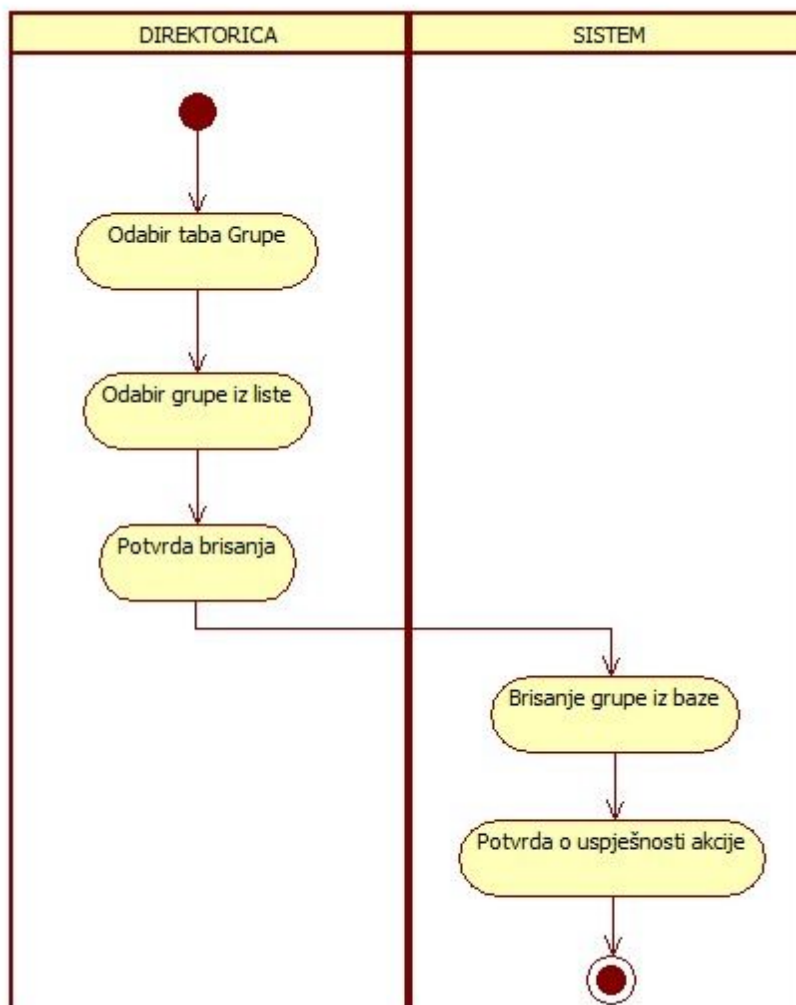 DIREKTORICA
SISTEM
Odabir taba Grupe
Odabir grupe iz liste
Potvrda brisanja
Brisanje grupe iz baze
Potvrda o uspješnosti akcije